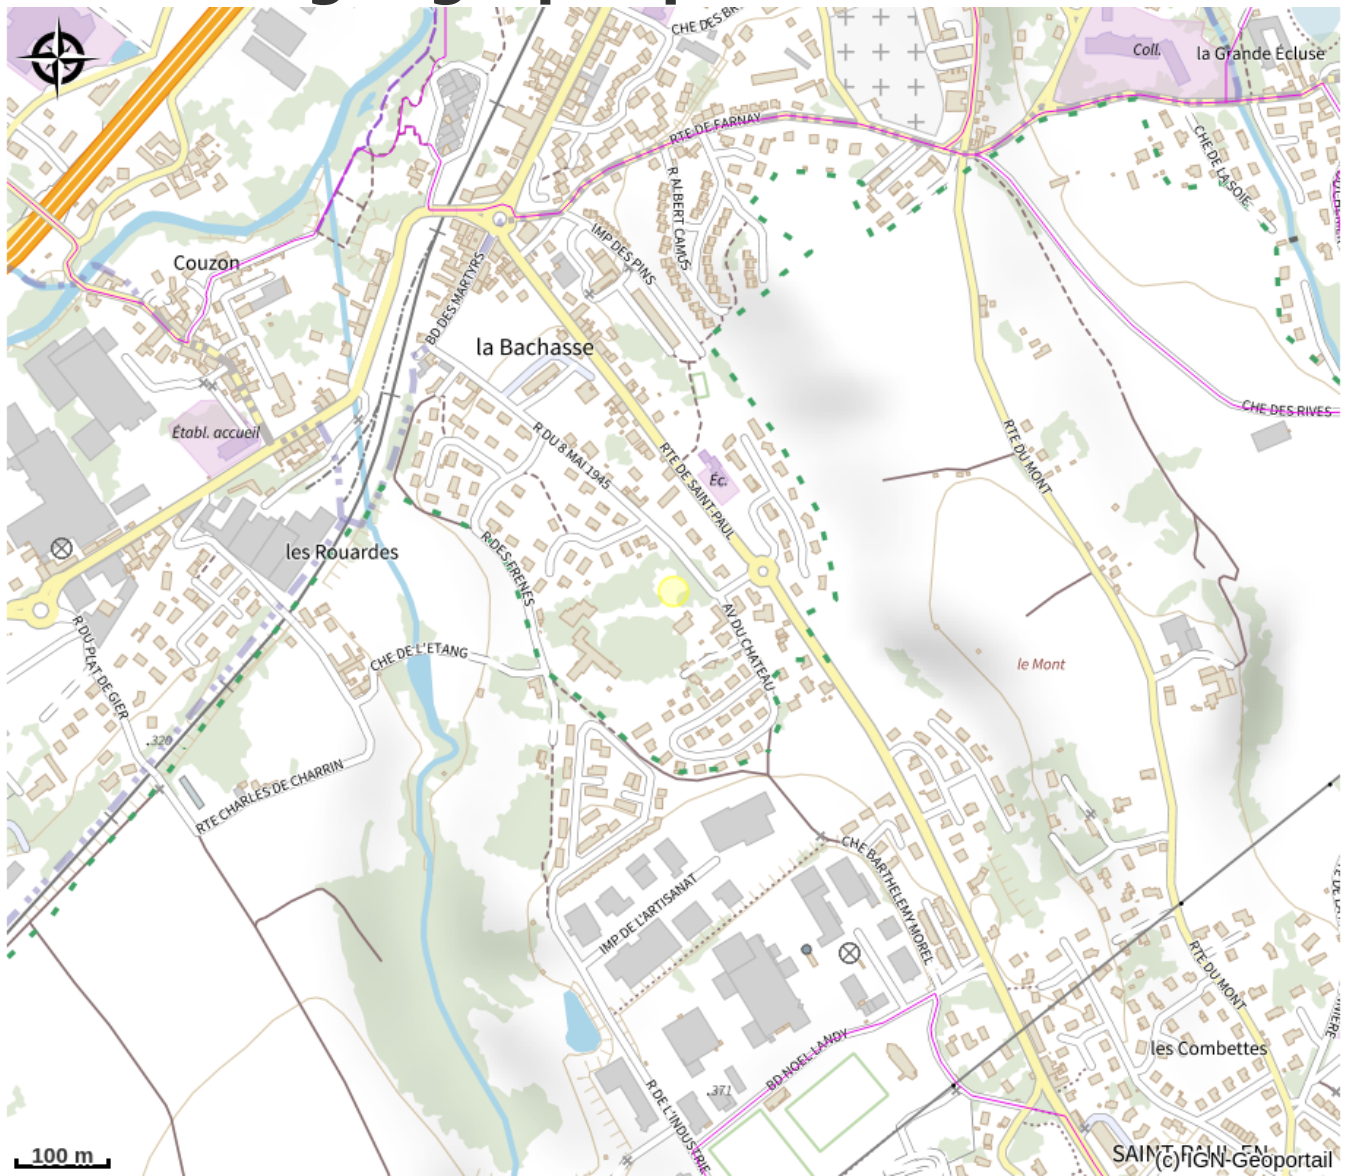 CHE DES BR
Coll.
la Grande Écluse
RTE DE FARNAY
CHE DE LA SOIE
R ALBERT CAMUS
IMP DES PINS
Couzon
BD DES MARTYRS
la Bachasse
CHE DES RIVES
Établ. accueil
R DU 8 MAI 1945
RTE DE SAINT-PAUL
Éc.
RTE DU MONT
les Rouardes
R DES FRENES
AV DU CHATEAU
R DU PLAT DE GIER
CHE DE L'ETANG
le Mont
.320
RTE CHARLES DE CHARRIN
CHE BARTHELEMY MOREL
IMP DE L'ARTISANAT
RTE DU MONT
BD NOEL LANDY
les Combettes
.371
R DE L'INDUSTRIE
100 m
SAINT-PAUL-EN
(c) IGN-Geoportail